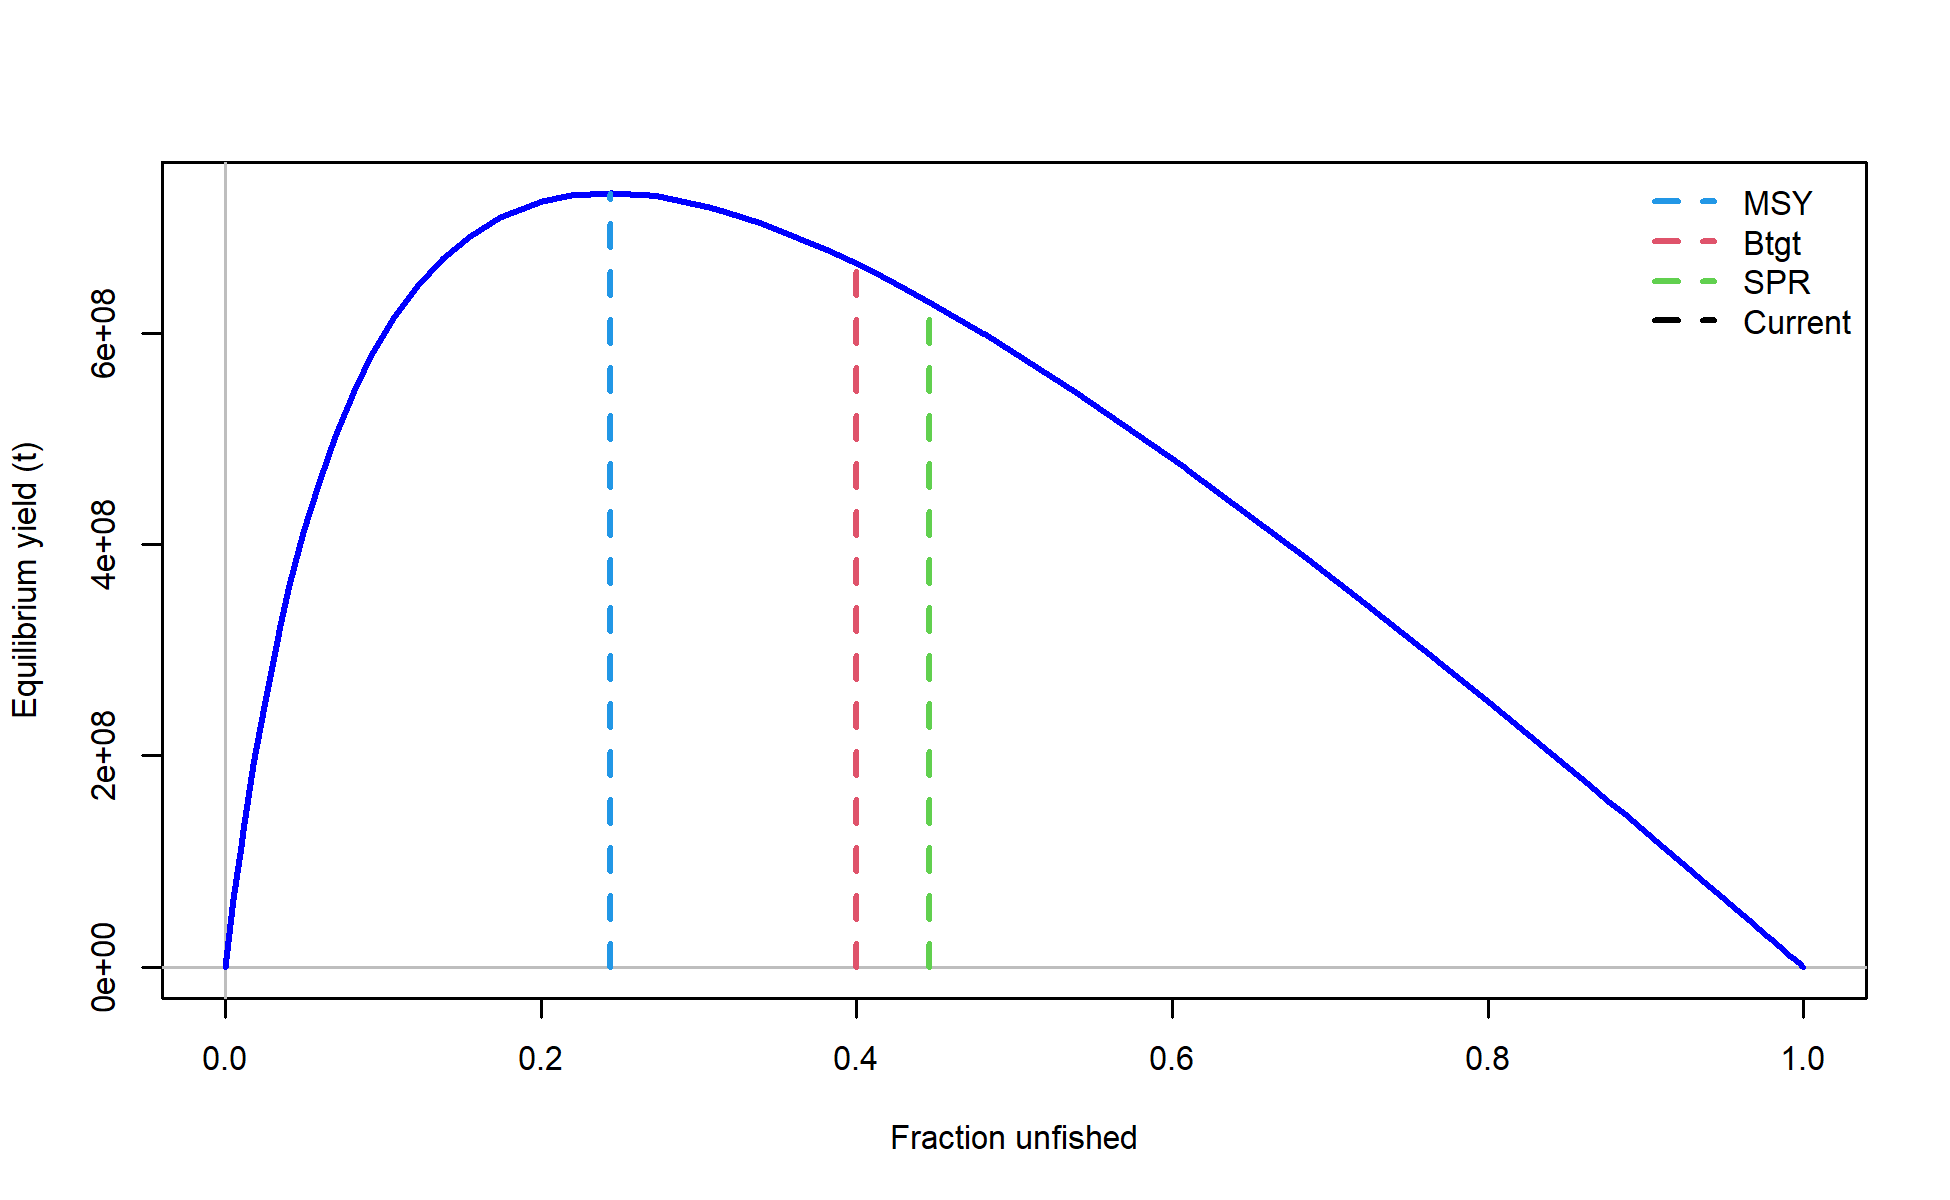 MSY
Btgt
SPR
Current
Equilibrium yield (t)
6e+08
4e+08
2e+08
0e+00
0.0 0.2 0.4 0.6 0.8 1.0
Fraction unfished